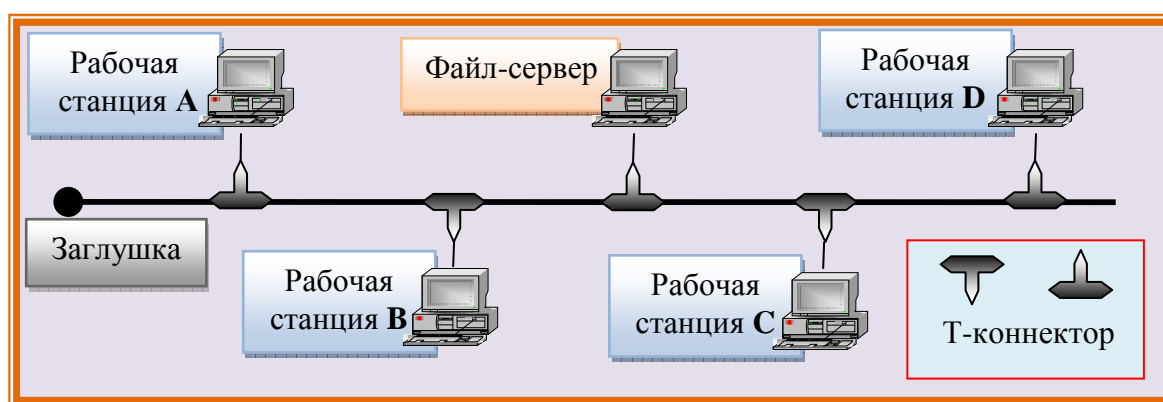 Рабочая
станция A
Файл-сервер
Рабочая
станция D
Заглушка
Рабочая
станция B
Рабочая
станция C
Т-коннектор